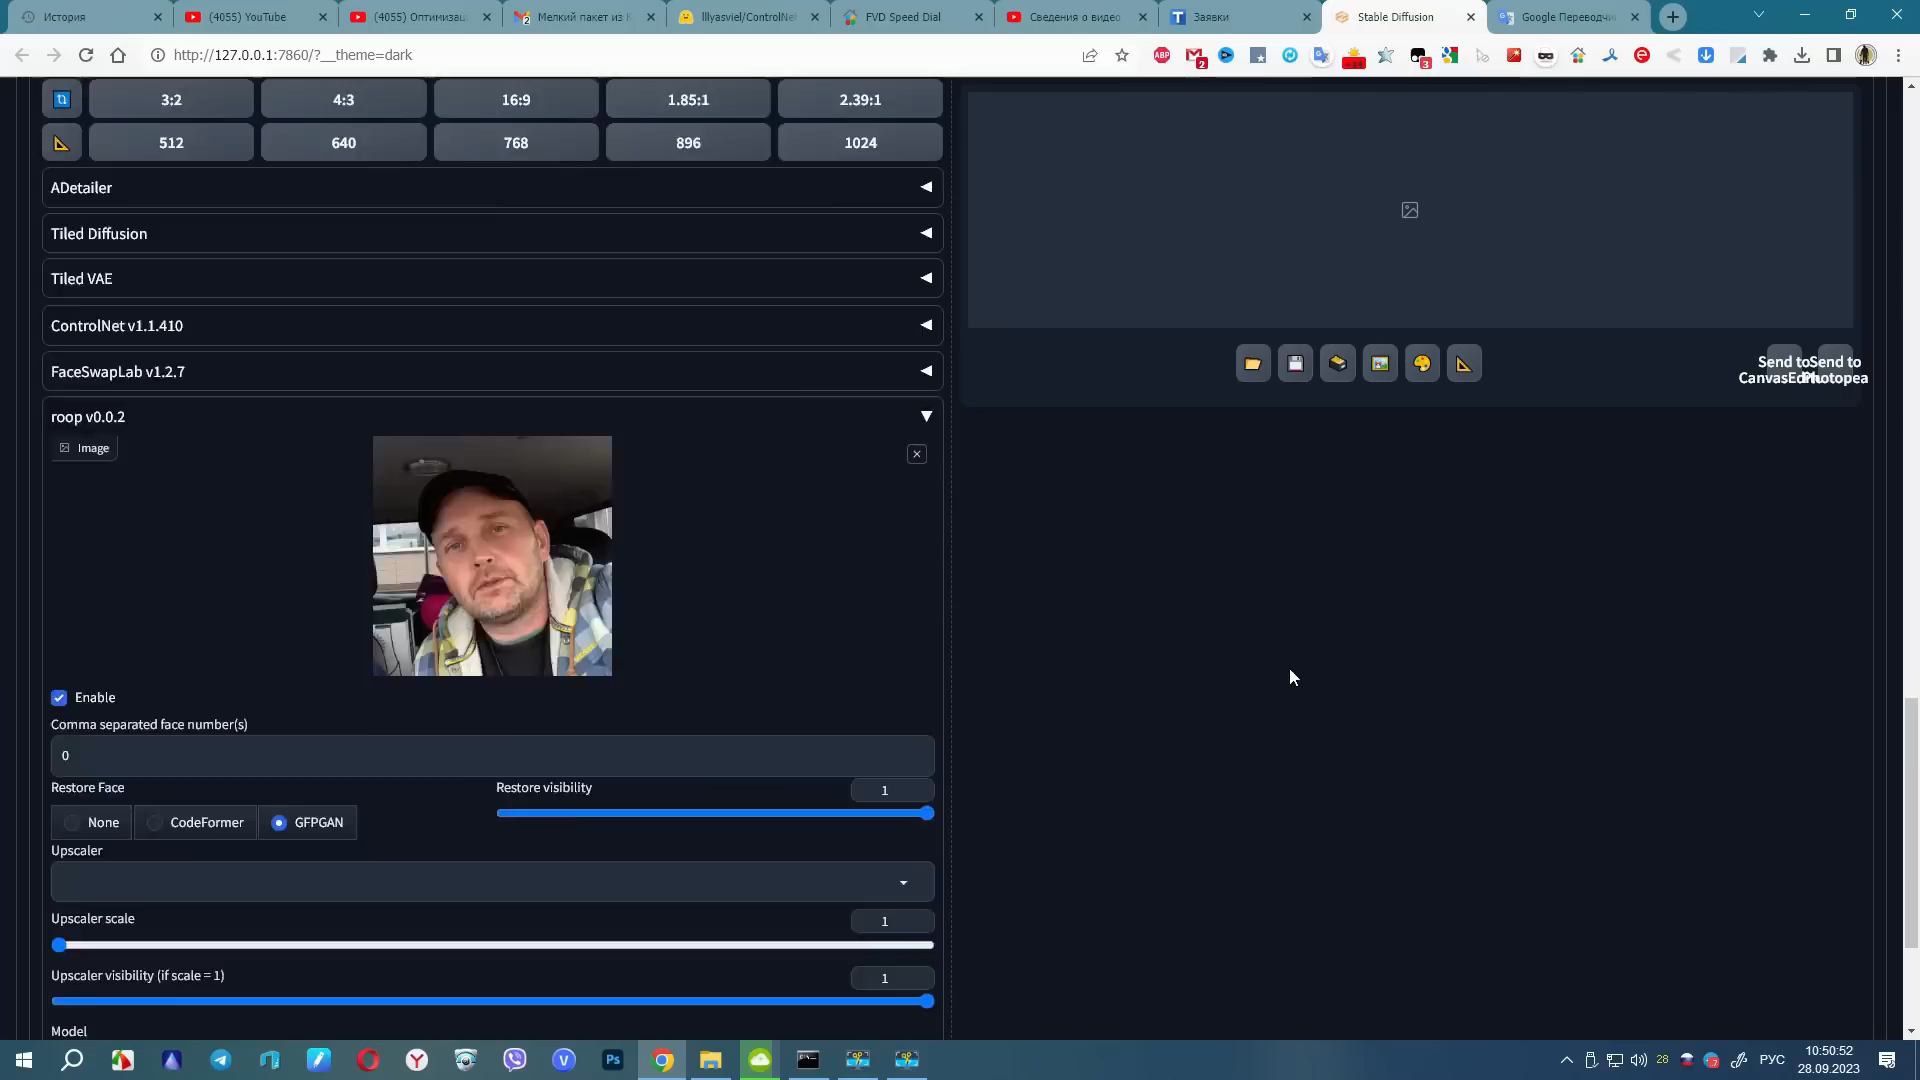 История
(4055) YouTube
(4055) Оптимизац
Мелкий пакет из К
lllyasviel/ControlNet
FVD Speed Dial
Сведения о видео
Заявки
Stable Diffusion
Google Переводчи
http://127.0.0.1:7860/?__theme=dark
3:2
4:3
16:9
1.85:1
2.39:1
512
640
768
896
1024
ADetailer
Tiled Diffusion
Tiled VAE
ControlNet v1.1.410
FaceSwapLab v1.2.7
roop v0.0.2
Image
Send to
Send to
Photopea
Enable
Comma separated face number(s)
0
Restore Face
Restore visibility
1
None
CodeFormer
GFPGAN
Upscaler
Upscaler scale
1
Upscaler visibility (if scale = 1)
1
Model
28
РУС
10:50:52
28.09.2023